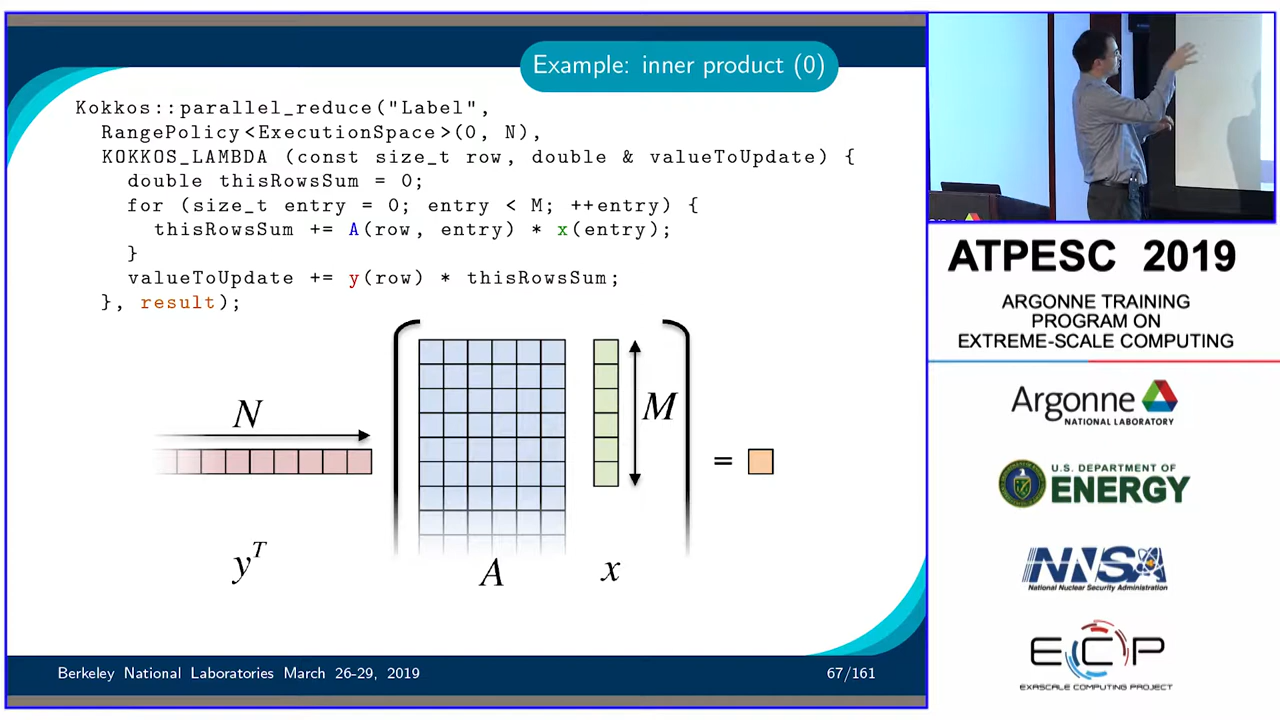 Example: inner product (0)
Kokkos::parallel_reduce("Label",
RangePolicy<ExecutionSpace>(0, N),
KOKKOS_LAMBDA (const size_t row, double & valueToUpdate) {
double thisRowsSum = 0;
for (size_t entry = 0; entry < M; ++entry) {
thisRowsSum += A(row, entry) * x(entry);
}
valueToUpdate += y(row) * thisRowsSum;
}, result);
N
M
=
y^T
A
x
Berkeley National Laboratories March 26-29, 2019
67/161
ATPESC 2019
ARGONNE TRAINING
PROGRAM ON
EXTREME-SCALE COMPUTING
Argonne
NATIONAL LABORATORY
U.S. DEPARTMENT OF
ENERGY
NNSA
National Nuclear Security Administration
ECP
EXASCALE COMPUTING PROJECT